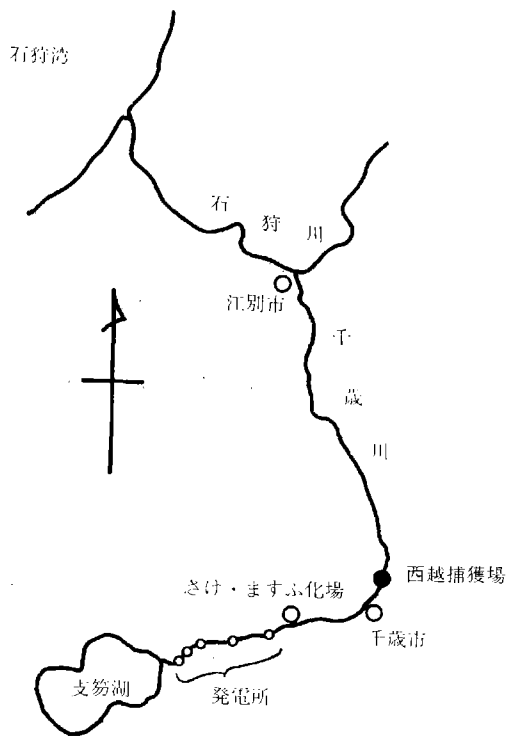 石狩湾
石狩川
江別市
千歳川
西越捕獲場
さけ・ますふ化場
千歳市
支笏湖
発電所